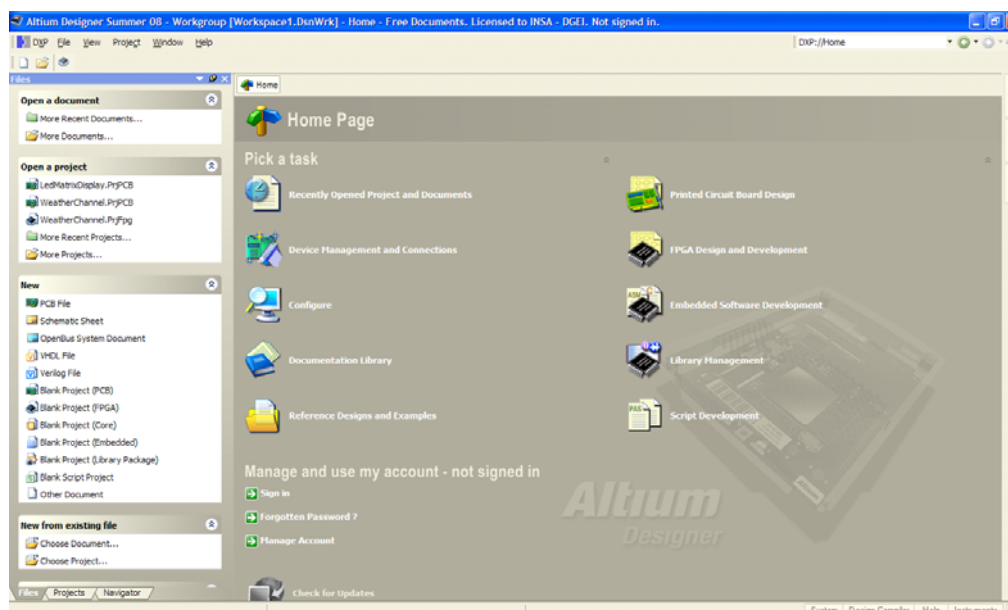 Altium Designer Summer 08 - Workgroup [Workspace1.DsnWrk] - Home - Free Documents. Licensed to INSA - DGEI. Not signed in.
DXP File View Project Window Help
DXP://Home
Files
Home
Open a document
More Recent Documents...
More Documents...
Open a project
LedMatrixDisplay.PrjPCB
WeatherChannel.PrjPCB
WeatherChannel.PrjFpg
More Recent Projects...
More Projects...
New
PCB File
Schematic Sheet
OpenBus System Document
VHDL File
Verilog File
Blank Project (PCB)
Blank Project (FPGA)
Blank Project (Core)
Blank Project (Embedded)
Blank Project (Library Package)
Blank Script Project
Other Document
New from existing file
Choose Document...
Choose Project...
Files Projects Navigator
Home Page
Pick a task
Recently Opened Project and Documents
Printed Circuit Board Design
Device Management and Connections
FPGA Design and Development
Configure
Embedded Software Development
Documentation Library
Library Management
Reference Designs and Examples
Script Development
Manage and use my account - not signed in
Sign in
Forgotten Password ?
Manage Account
Altium
Designer
Check for Updates
System Design Compiler Help Instruments